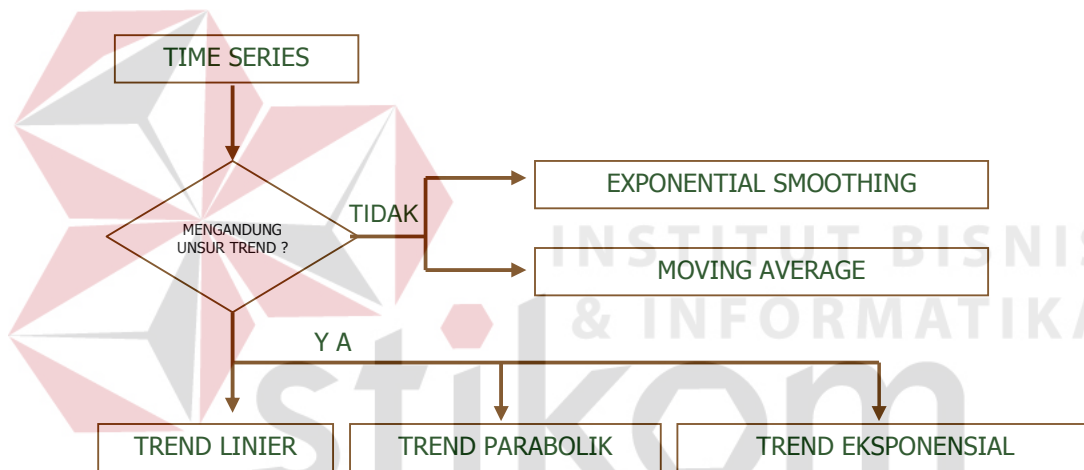 TIME SERIES
EXPONENTIAL SMOOTHING
TIDAK
MENGANDUNG
UNSUR TREND ?
INSTITUT BISNIS
MOVING AVERAGE
& INFORMATIKA
Y A
stikom
TREND LINIER
TREND PARABOLIK
TREND EKSPONENSIAL